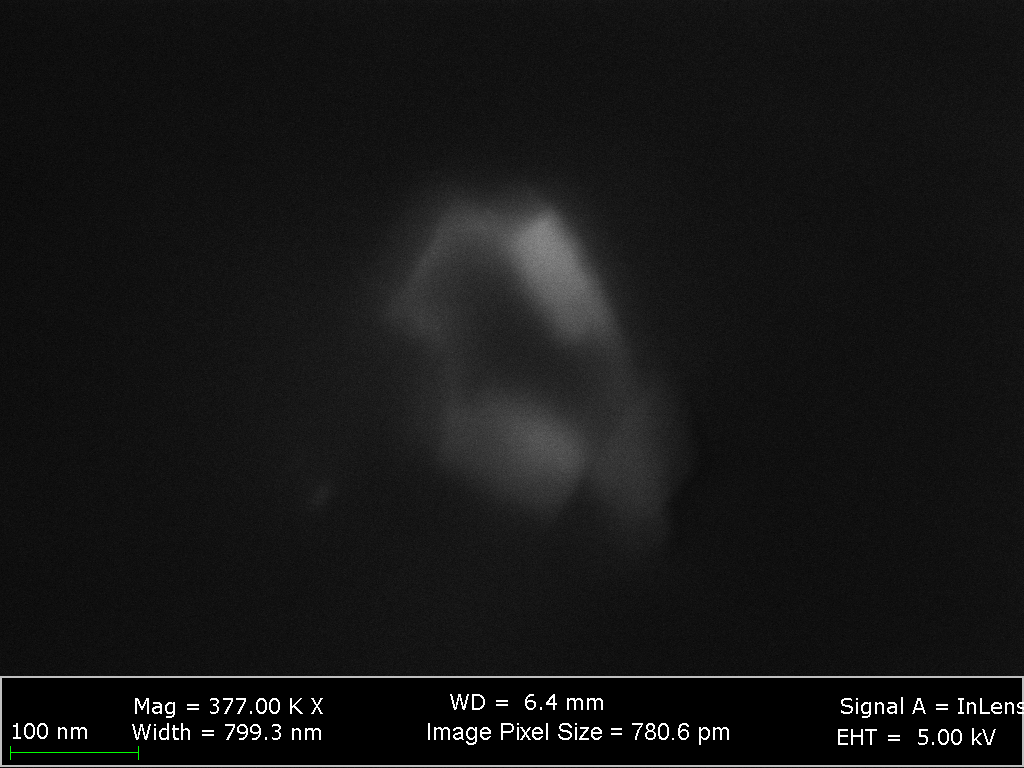 100 nm
Mag = 377.00 K X
Width = 799.3 nm
WD = 6.4 mm
Image Pixel Size = 780.6 pm
Signal A = InLens
EHT = 5.00 kV